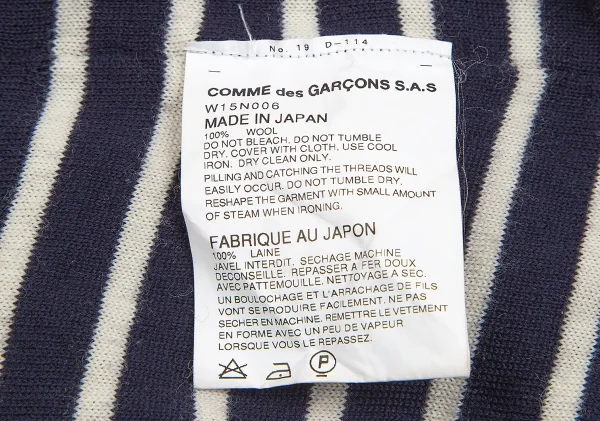 No. 19 D-114
COMME des GARÇONS S.A.S
W15N006
MADE IN JAPAN
100% WOOL
DO NOT BLEACH. DO NOT TUMBLE
DRY. COVER WITH CLOTH, USE COOL
IRON. DRY CLEAN ONLY.
PILLING AND CATCHING THE THREADS WILL
EASILY OCCUR. DO NOT TUMBLE DRY.
RESHAPE THE GARMENT WITH SMALL AMOUNT
OF STEAM WHEN IRONING.
FABRIQUE AU JAPON
100% LAINE
JAVEL INTERDIT. SECHAGE MACHINE
DECONSEILLE. REPASSER A FER DOUX
AVEC PATTEMOUILLE. NETTOYAGE A SEC.
UN BOULOCHAGE ET L'ARRACHAGE DE FILS
VONT SE PRODUIRE FACILEMENT. NE PAS
SECHER EN MACHINE. REMETTRE LE VETEMENT
EN FORME AVEC UN PEU DE VAPEUR
LORSQUE VOUS LE REPASSEZ.
P